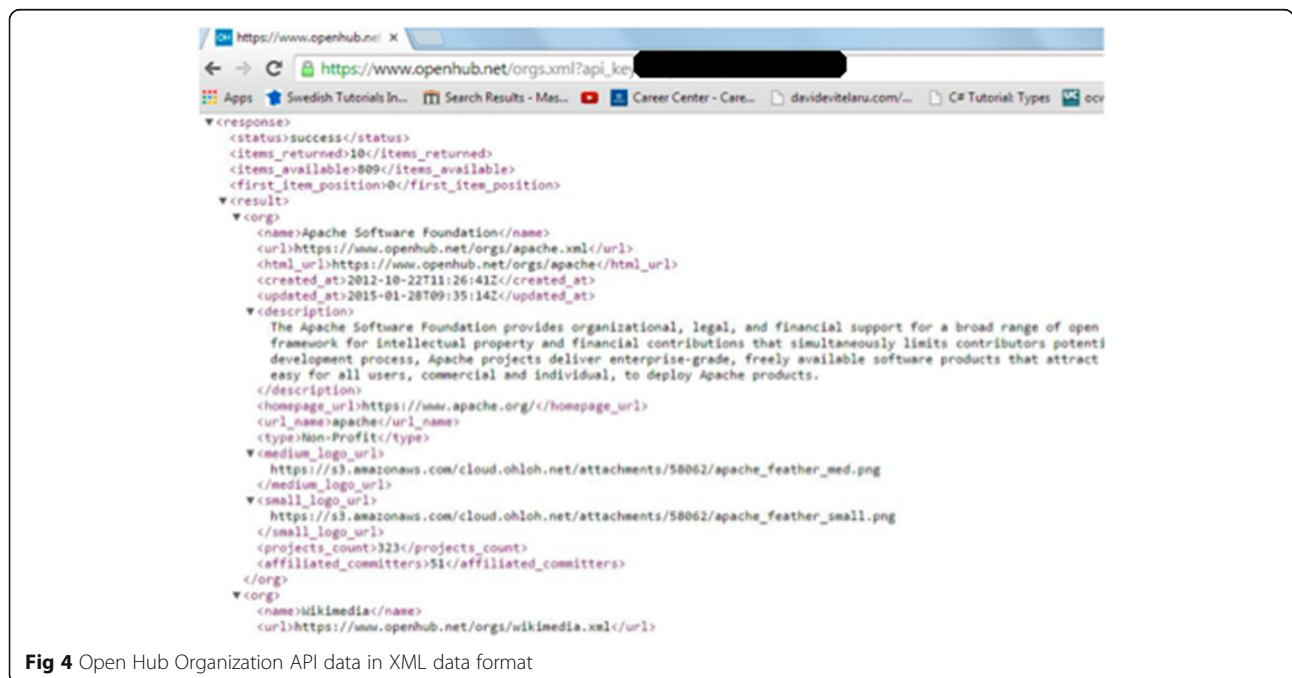 https://www.openhub.net ×
https://www.openhub.net/orgs.xml?api_key
Apps Swedish Tutorials In... Search Results - Mas... Career Center - Care... davidevitelaru.com/... C# Tutorial: Types UC
<response>
<status>success</status>
<items_returned>10</items_returned>
<items_available>809</items_available>
<first_item_position>0</first_item_position>
<result>
<org>
<name>Apache Software Foundation</name>
<url>https://www.openhub.net/orgs/apache.xml</url>
<html_url>https://www.openhub.net/orgs/apache</html_url>
<created_at>2012-10-22T11:26:41Z</created_at>
<updated_at>2015-01-28T09:35:14Z</updated_at>
<description>
The Apache Software Foundation provides organizational, legal, and financial support for a broad range of open
framework for intellectual property and financial contributions that simultaneously limits contributors potenti
development process, Apache projects deliver enterprise-grade, freely available software products that attract
easy for all users, commercial and individual, to deploy Apache products.
</description>
<homepage_url>https://www.apache.org/</homepage_url>
<url_name>apache</url_name>
<type>Non-Profit</type>
<medium_logo_url>
https://s3.amazonaws.com/cloud.ohloh.net/attachments/58062/apache_feather_med.png
</medium_logo_url>
<small_logo_url>
https://s3.amazonaws.com/cloud.ohloh.net/attachments/58062/apache_feather_small.png
</small_logo_url>
<projects_count>323</projects_count>
<affiliated_committers>51</affiliated_committers>
</org>
<org>
<name>Wikimedia</name>
<url>https://www.openhub.net/orgs/wikimedia.xml</url>
Fig 4 Open Hub Organization API data in XML data format